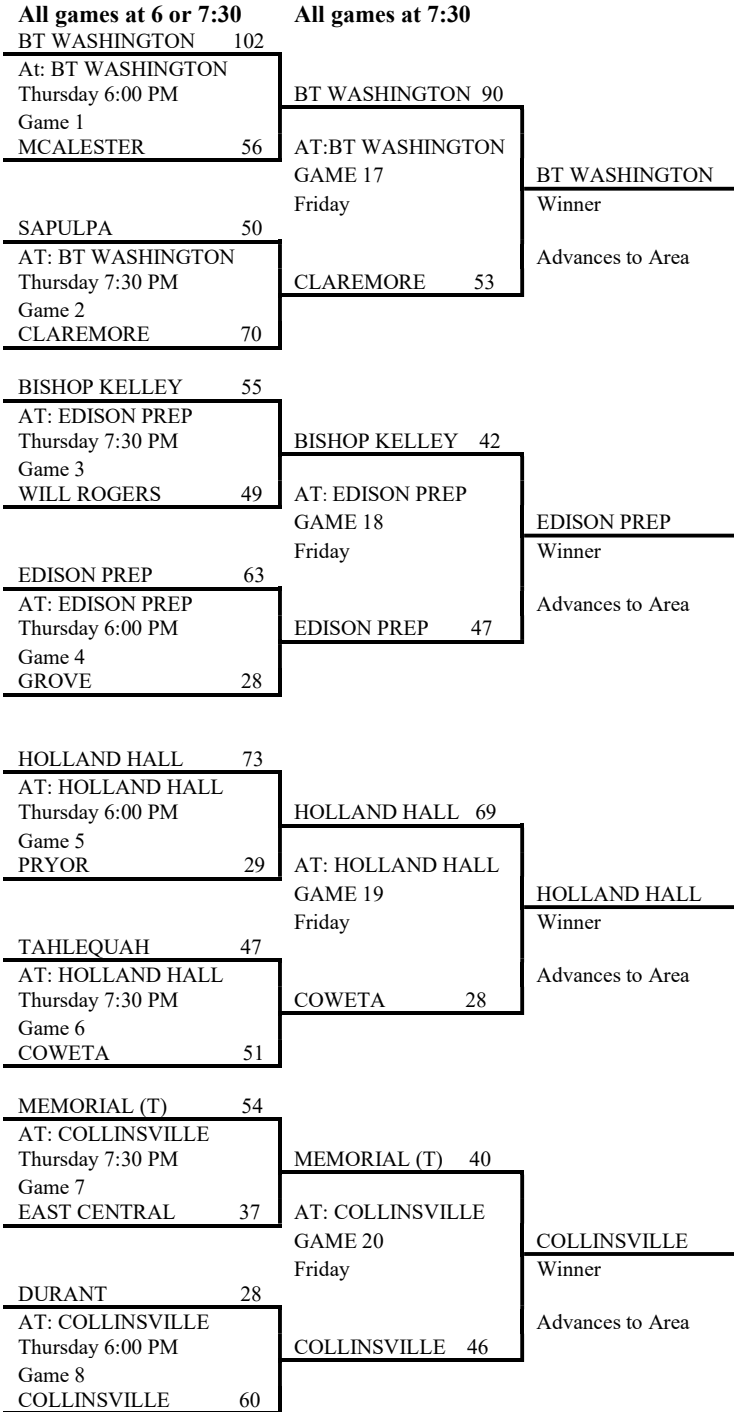 All games at 6 or 7:30
All games at 7:30
BT WASHINGTON 102
At: BT WASHINGTON
Thursday 6:00 PM
Game 1
MCALESTER 56
BT WASHINGTON 90
AT:BT WASHINGTON
GAME 17
Friday
BT WASHINGTON
Winner
Advances to Area
SAPULPA 50
AT: BT WASHINGTON
Thursday 7:30 PM
Game 2
CLAREMORE 70
CLAREMORE 53
BISHOP KELLEY 55
AT: EDISON PREP
Thursday 7:30 PM
Game 3
WILL ROGERS 49
BISHOP KELLEY 42
AT: EDISON PREP
GAME 18
Friday
EDISON PREP
Winner
Advances to Area
EDISON PREP 63
AT: EDISON PREP
Thursday 6:00 PM
Game 4
GROVE 28
EDISON PREP 47
HOLLAND HALL 73
AT: HOLLAND HALL
Thursday 6:00 PM
Game 5
PRYOR 29
HOLLAND HALL 69
AT: HOLLAND HALL
GAME 19
Friday
HOLLAND HALL
Winner
Advances to Area
TAHLEQUAH 47
AT: HOLLAND HALL
Thursday 7:30 PM
Game 6
COWETA 51
COWETA 28
MEMORIAL (T) 54
AT: COLLINSVILLE
Thursday 7:30 PM
Game 7
EAST CENTRAL 37
MEMORIAL (T) 40
AT: COLLINSVILLE
GAME 20
Friday
COLLINSVILLE
Winner
Advances to Area
DURANT 28
AT: COLLINSVILLE
Thursday 6:00 PM
Game 8
COLLINSVILLE 60
COLLINSVILLE 46